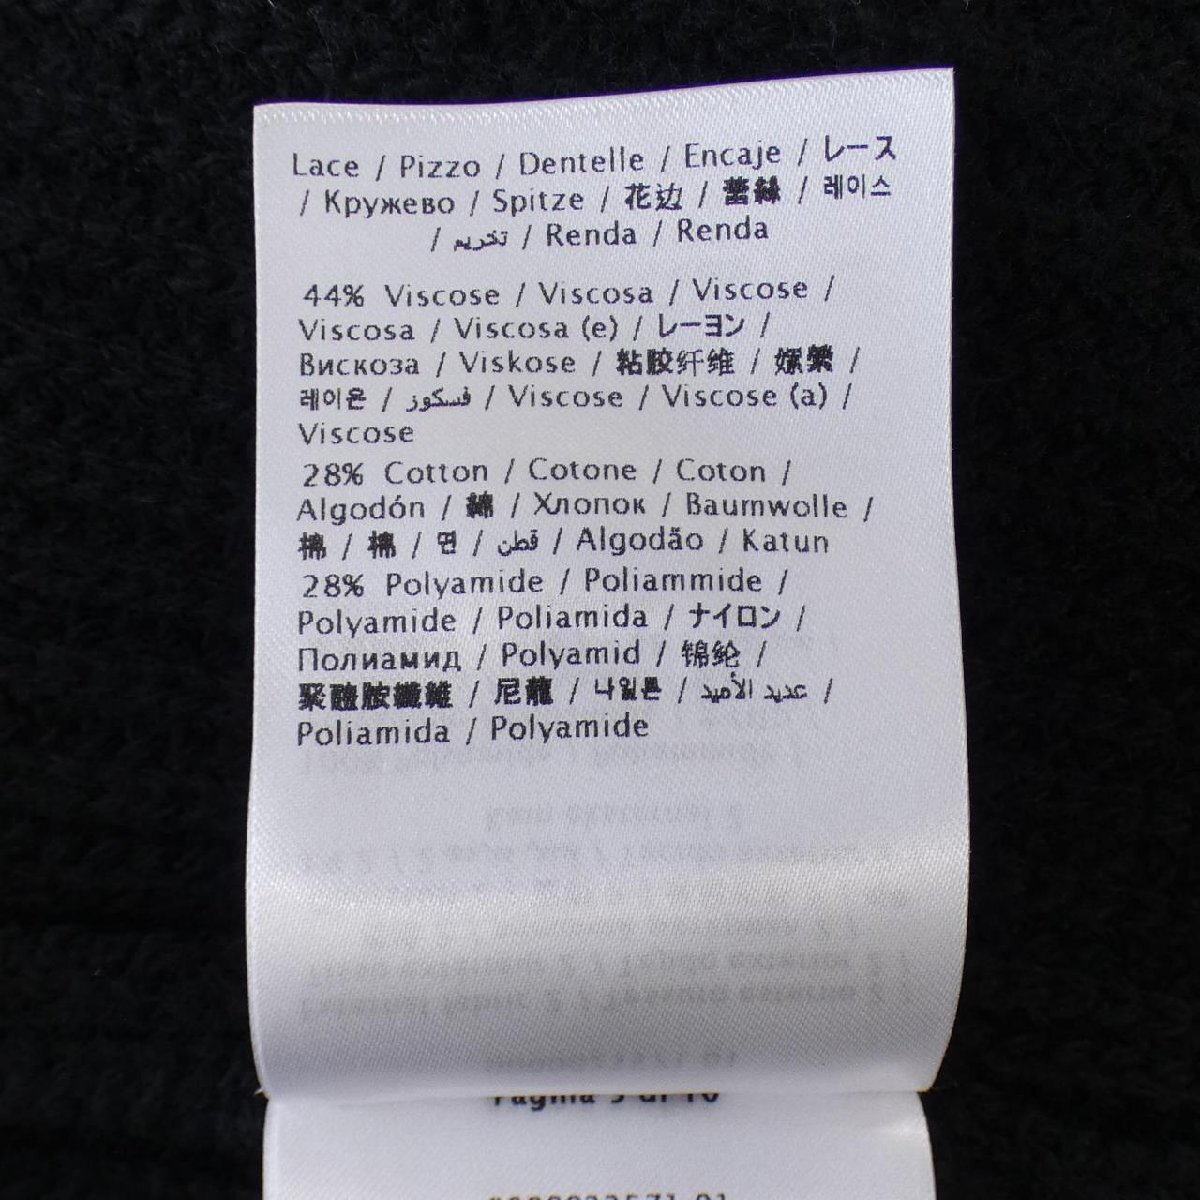 Lace / Pizzo / Dentelle / Encaje / レース
/ Кружево / Spitze / 花边 / 蕾絲 / 레이스
/ تخريم / Renda / Renda
44% Viscose / Viscosa / Viscose /
Viscosa / Viscosa (e) / レーヨン /
Вискоза / Viskose / 粘胶纤维 / 嫘縈 /
레이온 / فسكوز / Viscose / Viscose (a) /
Viscose
28% Cotton / Cotone / Coton /
Algodón / 綿 / Хлопок / Baumwolle /
棉 / 棉 / 면 / قطن / Algodão / Katun
28% Polyamide / Poliammide /
Polyamide / Poliamida / ナイロン /
Полиамид / Polyamid / 锦纶 /
聚醯胺纖維 / 尼龍 / 나일론 / عديد الأميد /
Poliamida / Polyamide
Pagina 5 di 10